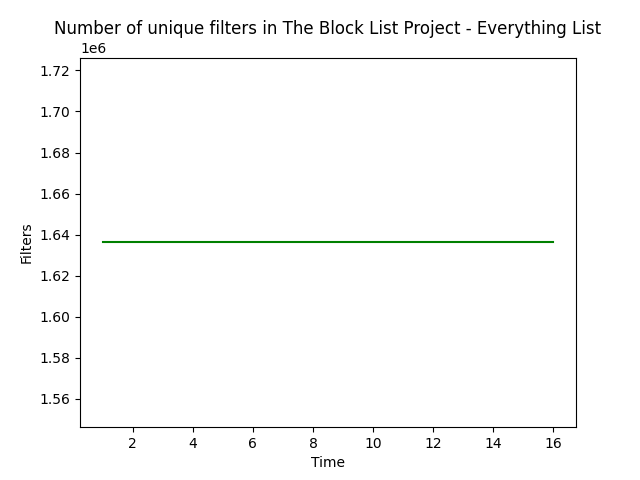 Number of unique filters in The Block List Project - Everything List
1e6
1.72
1.70
1.68
1.66
1.64
1.62
1.60
1.58
1.56
Filters
2 4 6 8 10 12 14 16
Time